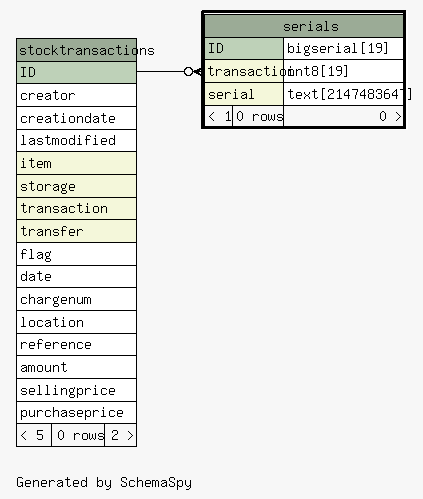 serials
ID bigserial[19]
transaction int8[19]
serial text[2147483647]
< 1 0 rows 0 >
stocktransactions
ID
creator
creationdate
lastmodified
item
storage
transaction
transfer
flag
date
chargenum
location
reference
amount
sellingprice
purchaseprice
< 5 0 rows 2 >
Generated by SchemaSpy